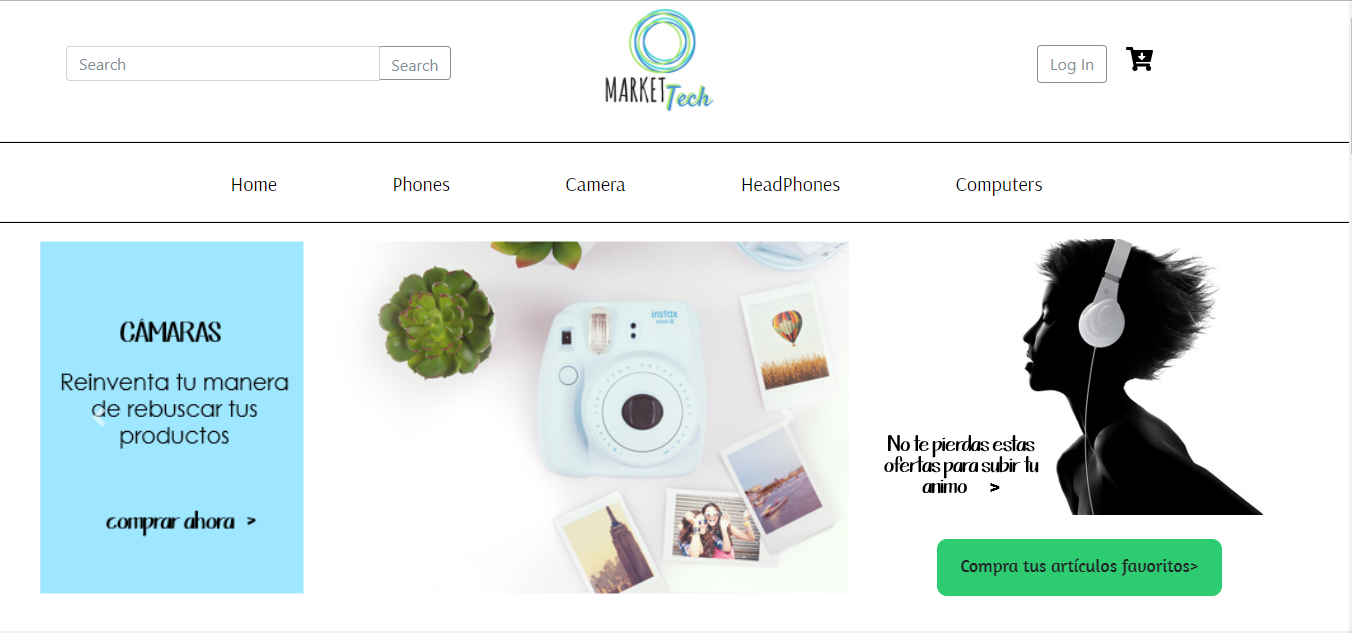 Search
Search
MARKET
Tech
Log In
Home
Phones
Camera
HeadPhones
Computers
CÁMARAS
Reinventa tu manera
de rebuscar tus
productos
comprar ahora >
instax
mini 8
No te pierdas estas
ofertas para subir tu
animo >
Compra tus artículos favoritos>